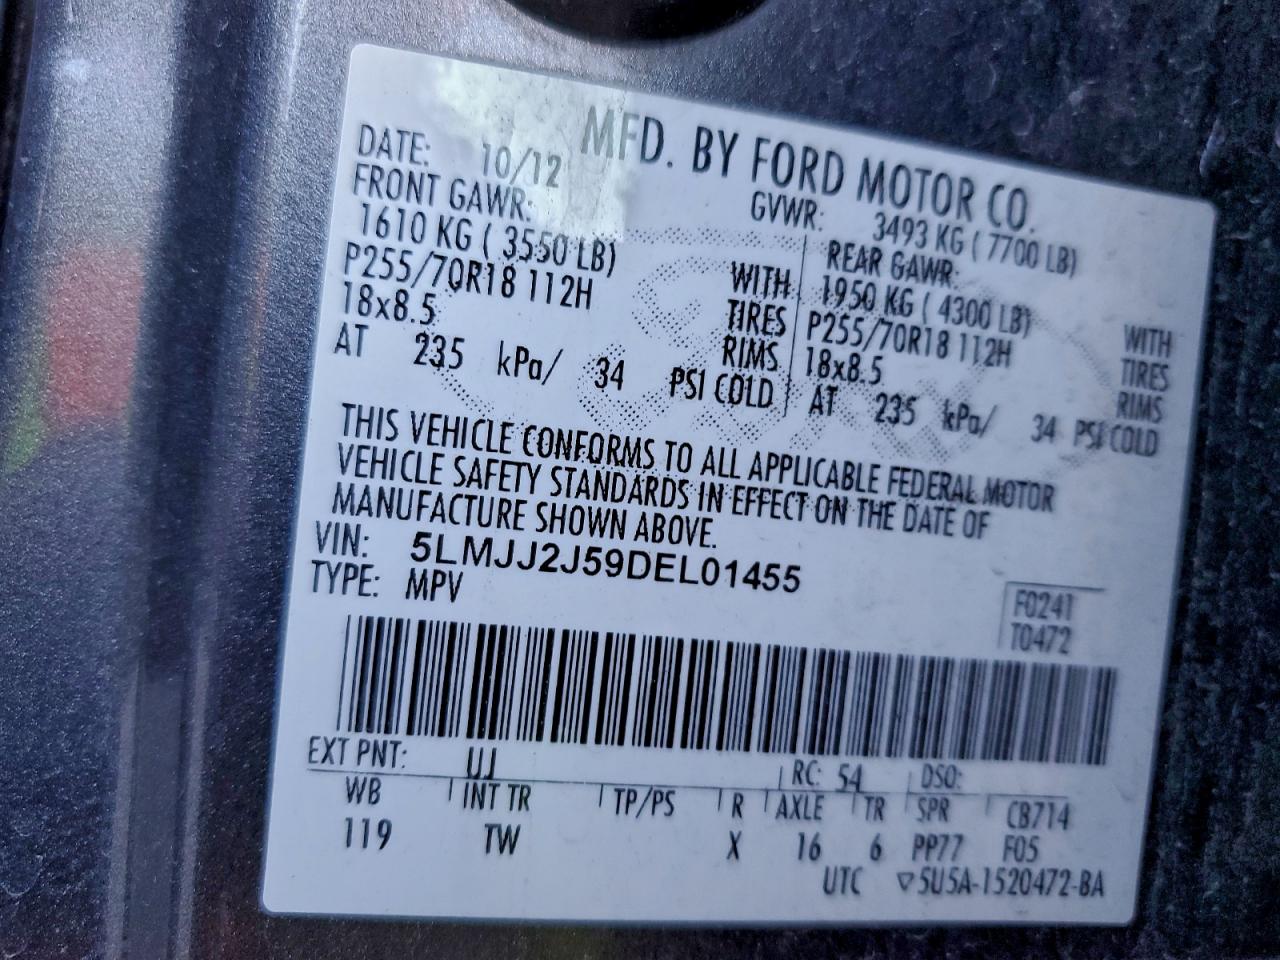 MFD. BY FORD MOTOR CO.
DATE: 10/12 GVWR: 3493 KG ( 7700 LB)
FRONT GAWR: REAR GAWR:
1610 KG ( 3550 LB) WITH 1950 KG ( 4300 LB) WITH
P255/70R18 112H TIRES P255/70R18 112H TIRES
18x8.5 RIMS 18x8.5 RIMS
AT 235 kPa/ 34 PSI COLD AT 235 kPa/ 34 PSI COLD
THIS VEHICLE CONFORMS TO ALL APPLICABLE FEDERAL MOTOR
VEHICLE SAFETY STANDARDS IN EFFECT ON THE DATE OF
MANUFACTURE SHOWN ABOVE.
VIN: 5LMJJ2J59DEL01455
TYPE: MPV
F0241
T0472
EXT PNT: UJ RC: 54 DSO:
WB INT TR TP/PS R AXLE TR SPR CB714
119 TW X 16 6 PP77 F05
UTC ▽5U5A-1520472-BA